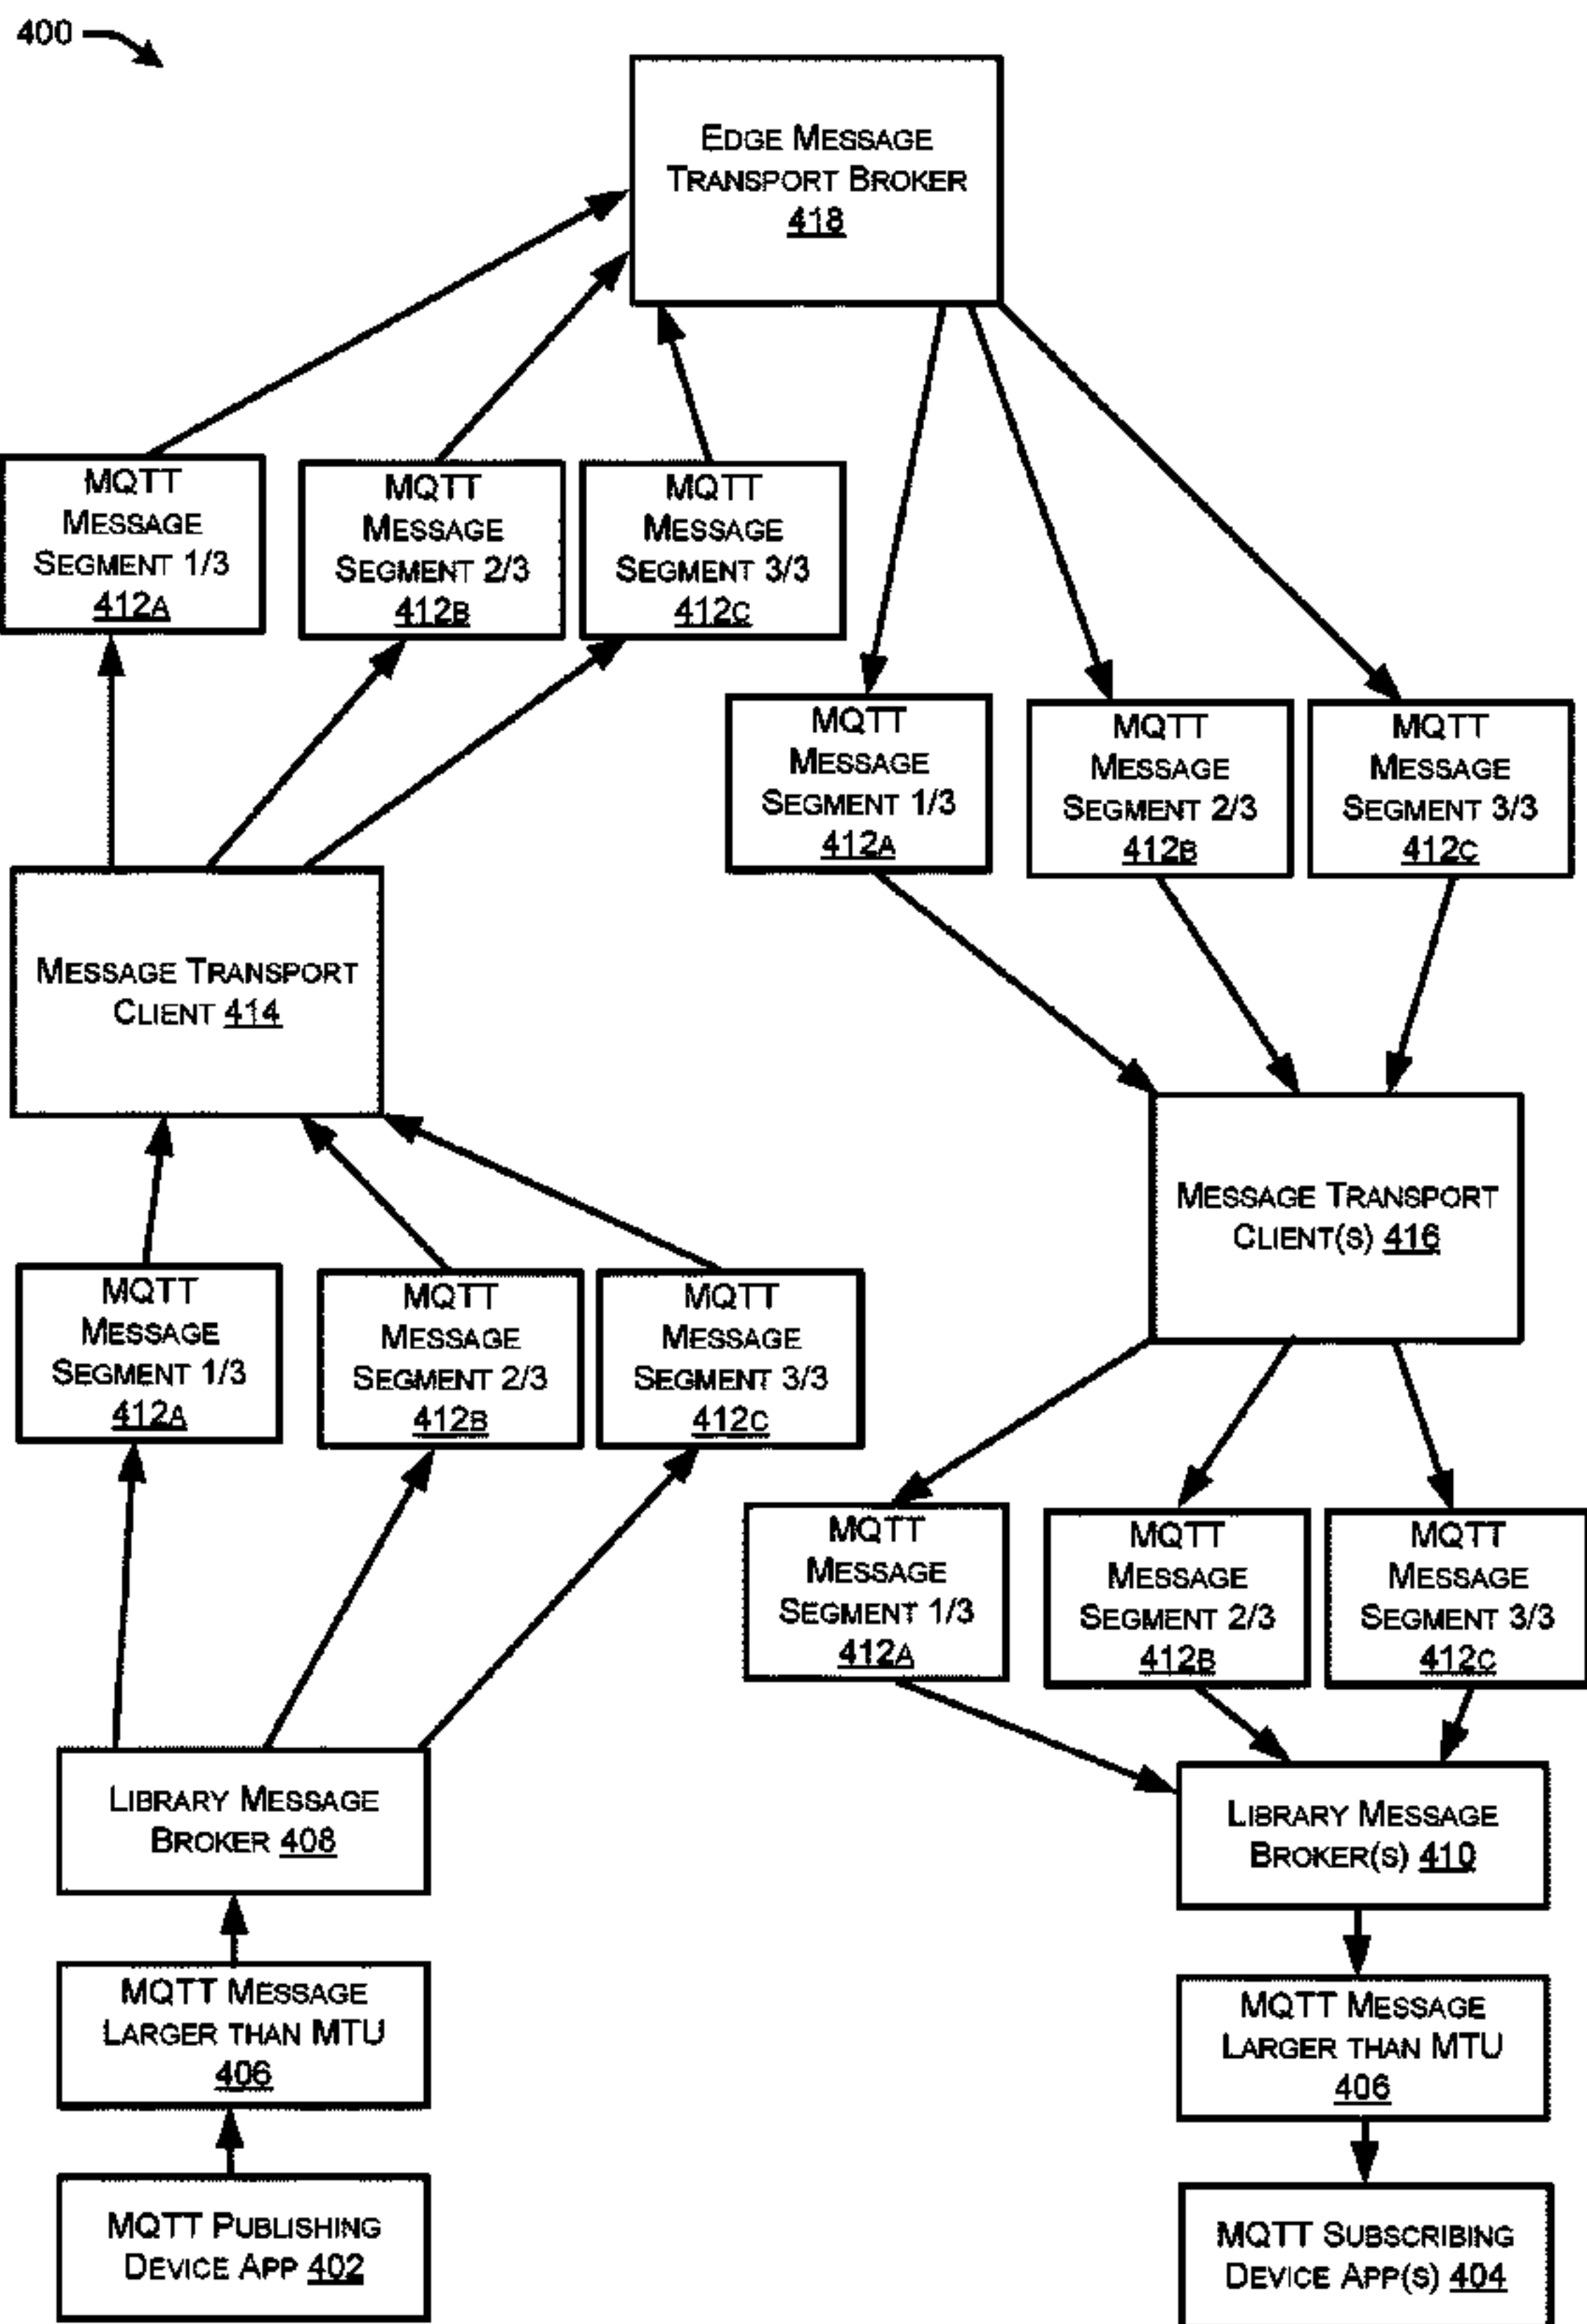 400
EDGE MESSAGE
TRANSPORT BROKER
418
MQTT
MESSAGE
SEGMENT 1/3
412A
MQTT
MESSAGE
SEGMENT 2/3
412B
MQTT
MESSAGE
SEGMENT 3/3
412C
MQTT
MESSAGE
SEGMENT 1/3
412A
MQTT
MESSAGE
SEGMENT 2/3
412B
MQTT
MESSAGE
SEGMENT 3/3
412C
MESSAGE TRANSPORT
CLIENT 414
MESSAGE TRANSPORT
CLIENT(S) 416
MQTT
MESSAGE
SEGMENT 1/3
412A
MQTT
MESSAGE
SEGMENT 2/3
412B
MQTT
MESSAGE
SEGMENT 3/3
412C
MQTT
MESSAGE
SEGMENT 1/3
412A
MQTT
MESSAGE
SEGMENT 2/3
412B
MQTT
MESSAGE
SEGMENT 3/3
412C
LIBRARY MESSAGE
BROKER 408
LIBRARY MESSAGE
BROKER(S) 410
MQTT MESSAGE
LARGER THAN MTU
406
MQTT MESSAGE
LARGER THAN MTU
406
MQTT PUBLISHING
DEVICE APP 402
MQTT SUBSCRIBING
DEVICE APP(S) 404